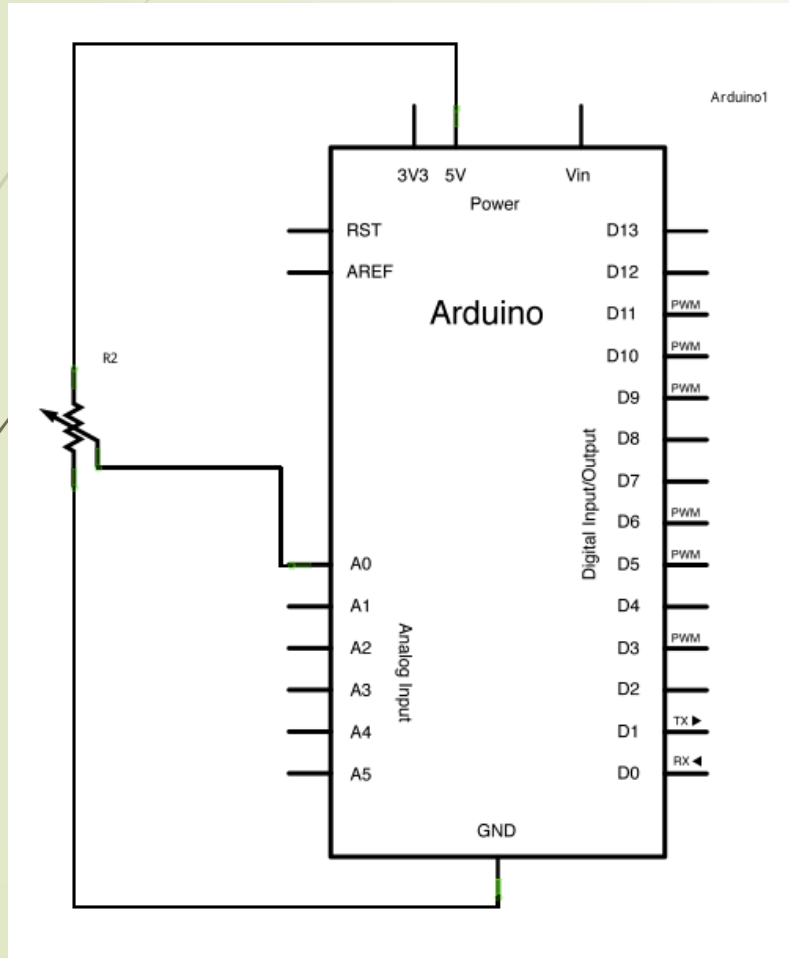 Arduino1
3V3 5V Vin
Power
RST
AREF
Arduino
R2
A0
A1
A2
A3
A4
A5
Analog Input
D13
D12
D11 PWM
D10 PWM
D9 PWM
D8
D7
D6 PWM
D5 PWM
D4
D3 PWM
D2
D1 TX ▶
D0 RX ◀
Digital Input/Output
GND